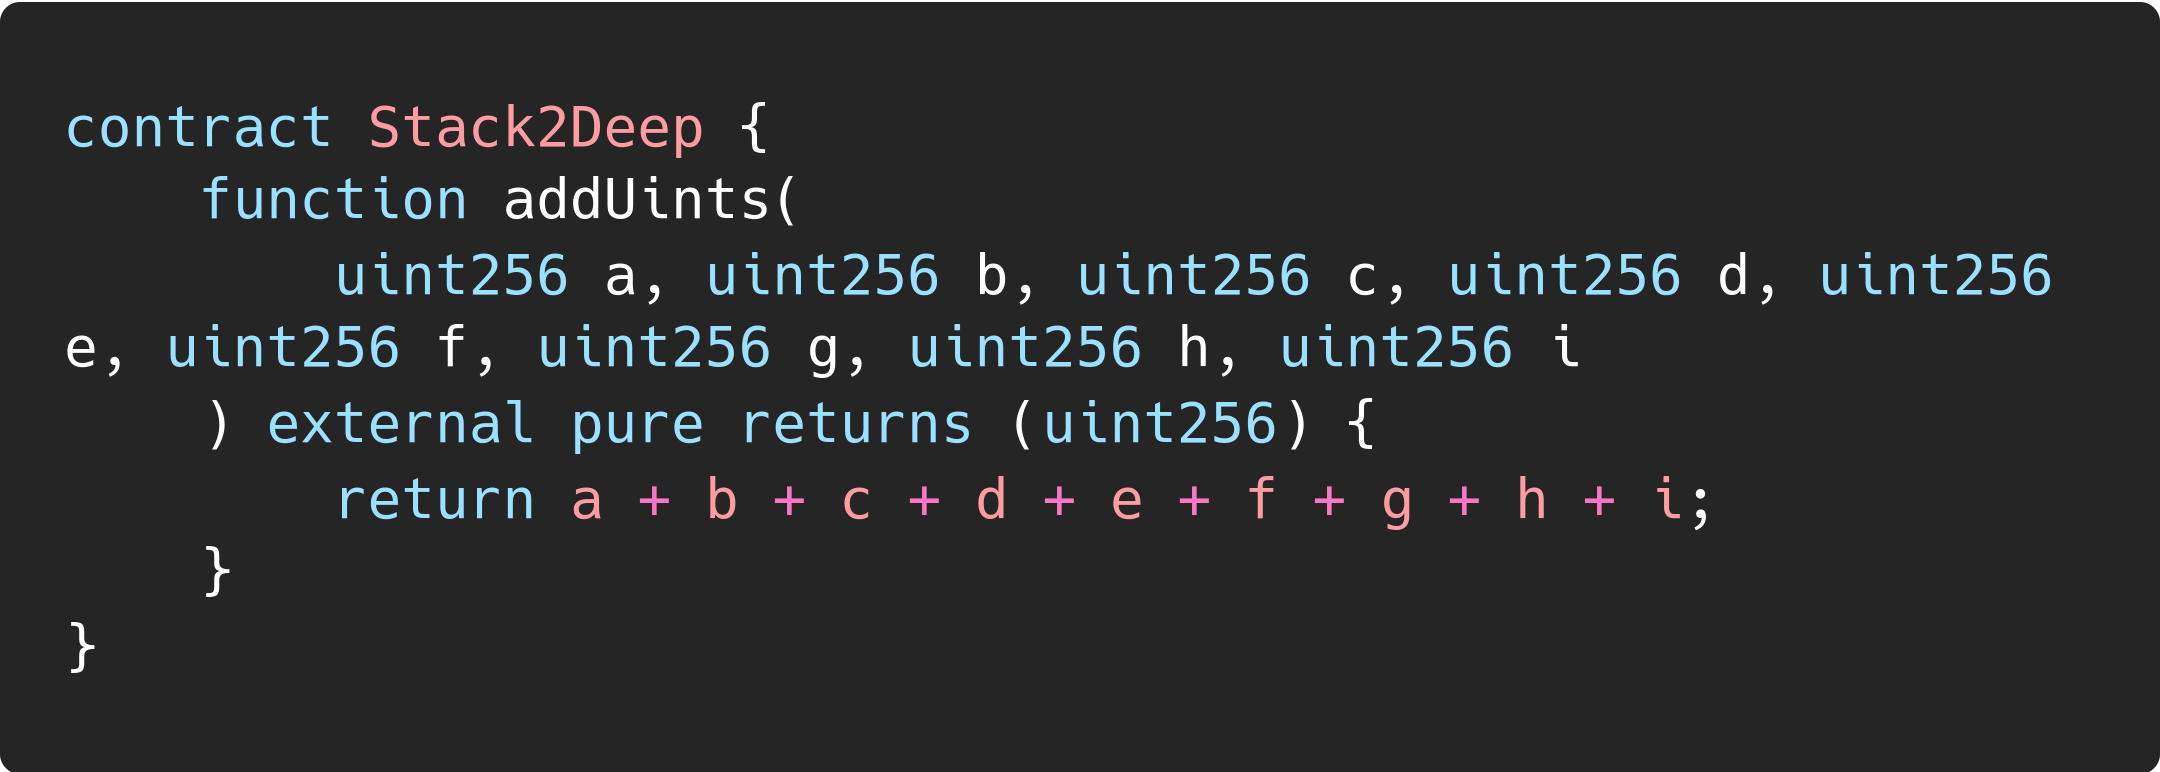 contract Stack2Deep {
function addUints(
uint256 a, uint256 b, uint256 c, uint256 d, uint256
e, uint256 f, uint256 g, uint256 h, uint256 i
) external pure returns (uint256) {
return a + b + c + d + e + f + g + h + i;
}
}